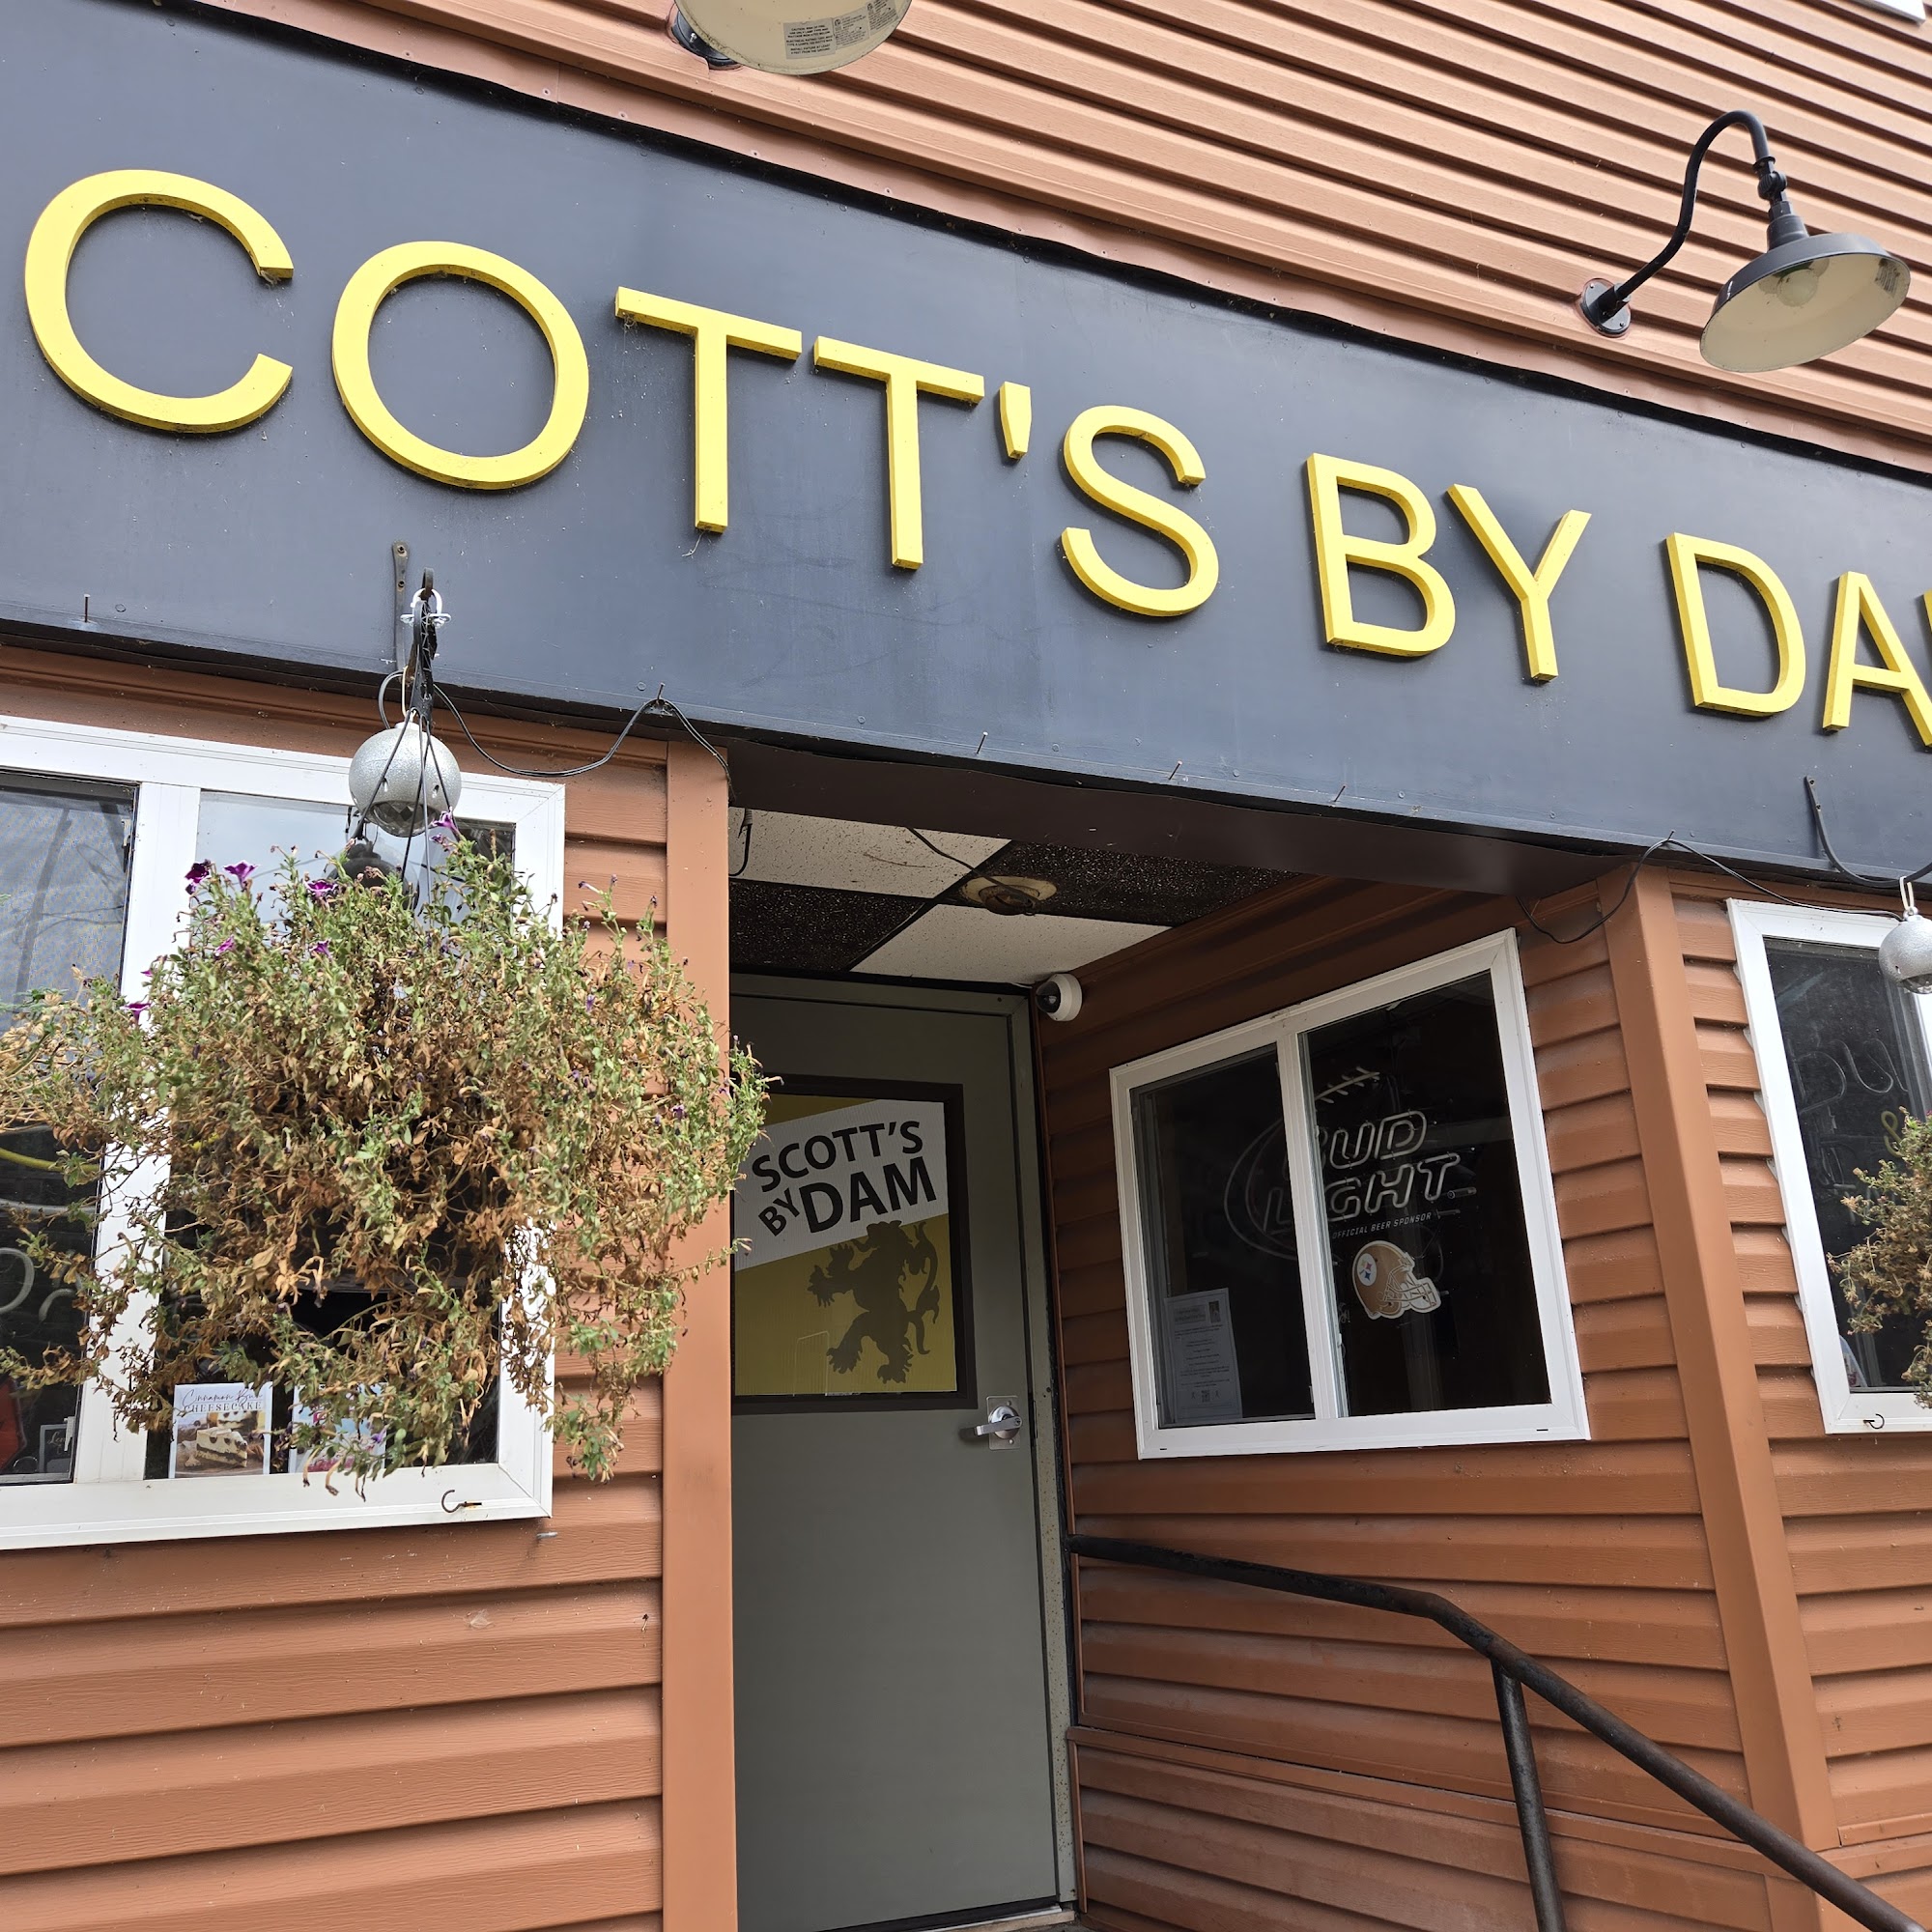 COTT'S BY DA
SCOTT'S
BY DAM
BUD
LIGHT
OFFICIAL BEER SPONSOR
CHEESECAKE